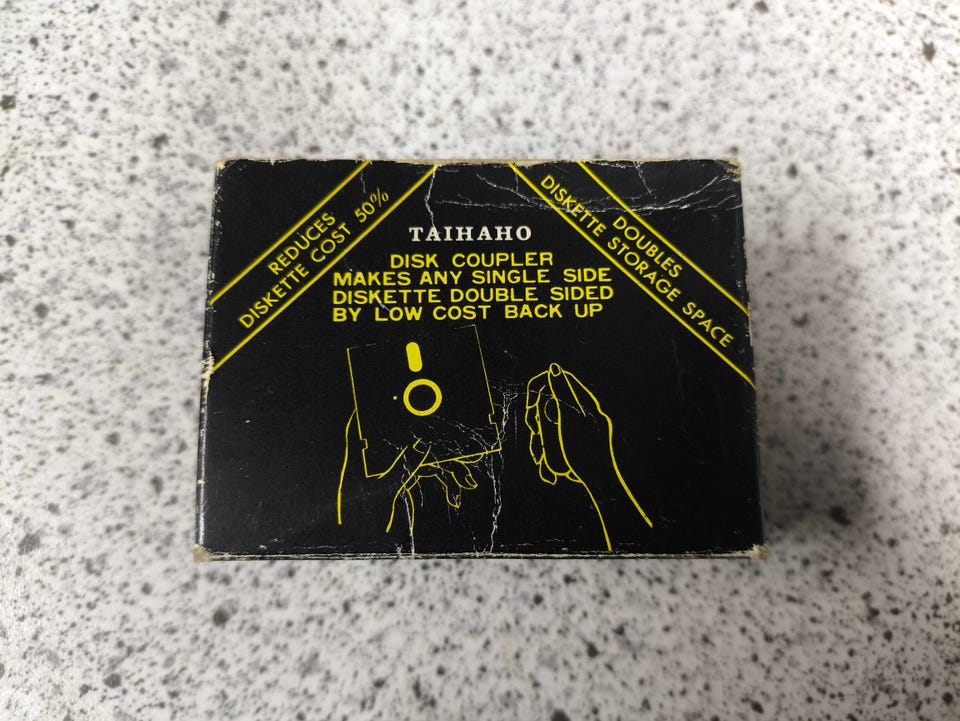 REDUCES
DISKETTE COST 50%
DOUBLES
DISKETTE STORAGE SPACE
TAIHAHO
DISK COUPLER
MAKES ANY SINGLE SIDE
DISKETTE DOUBLE SIDED
BY LOW COST BACK UP